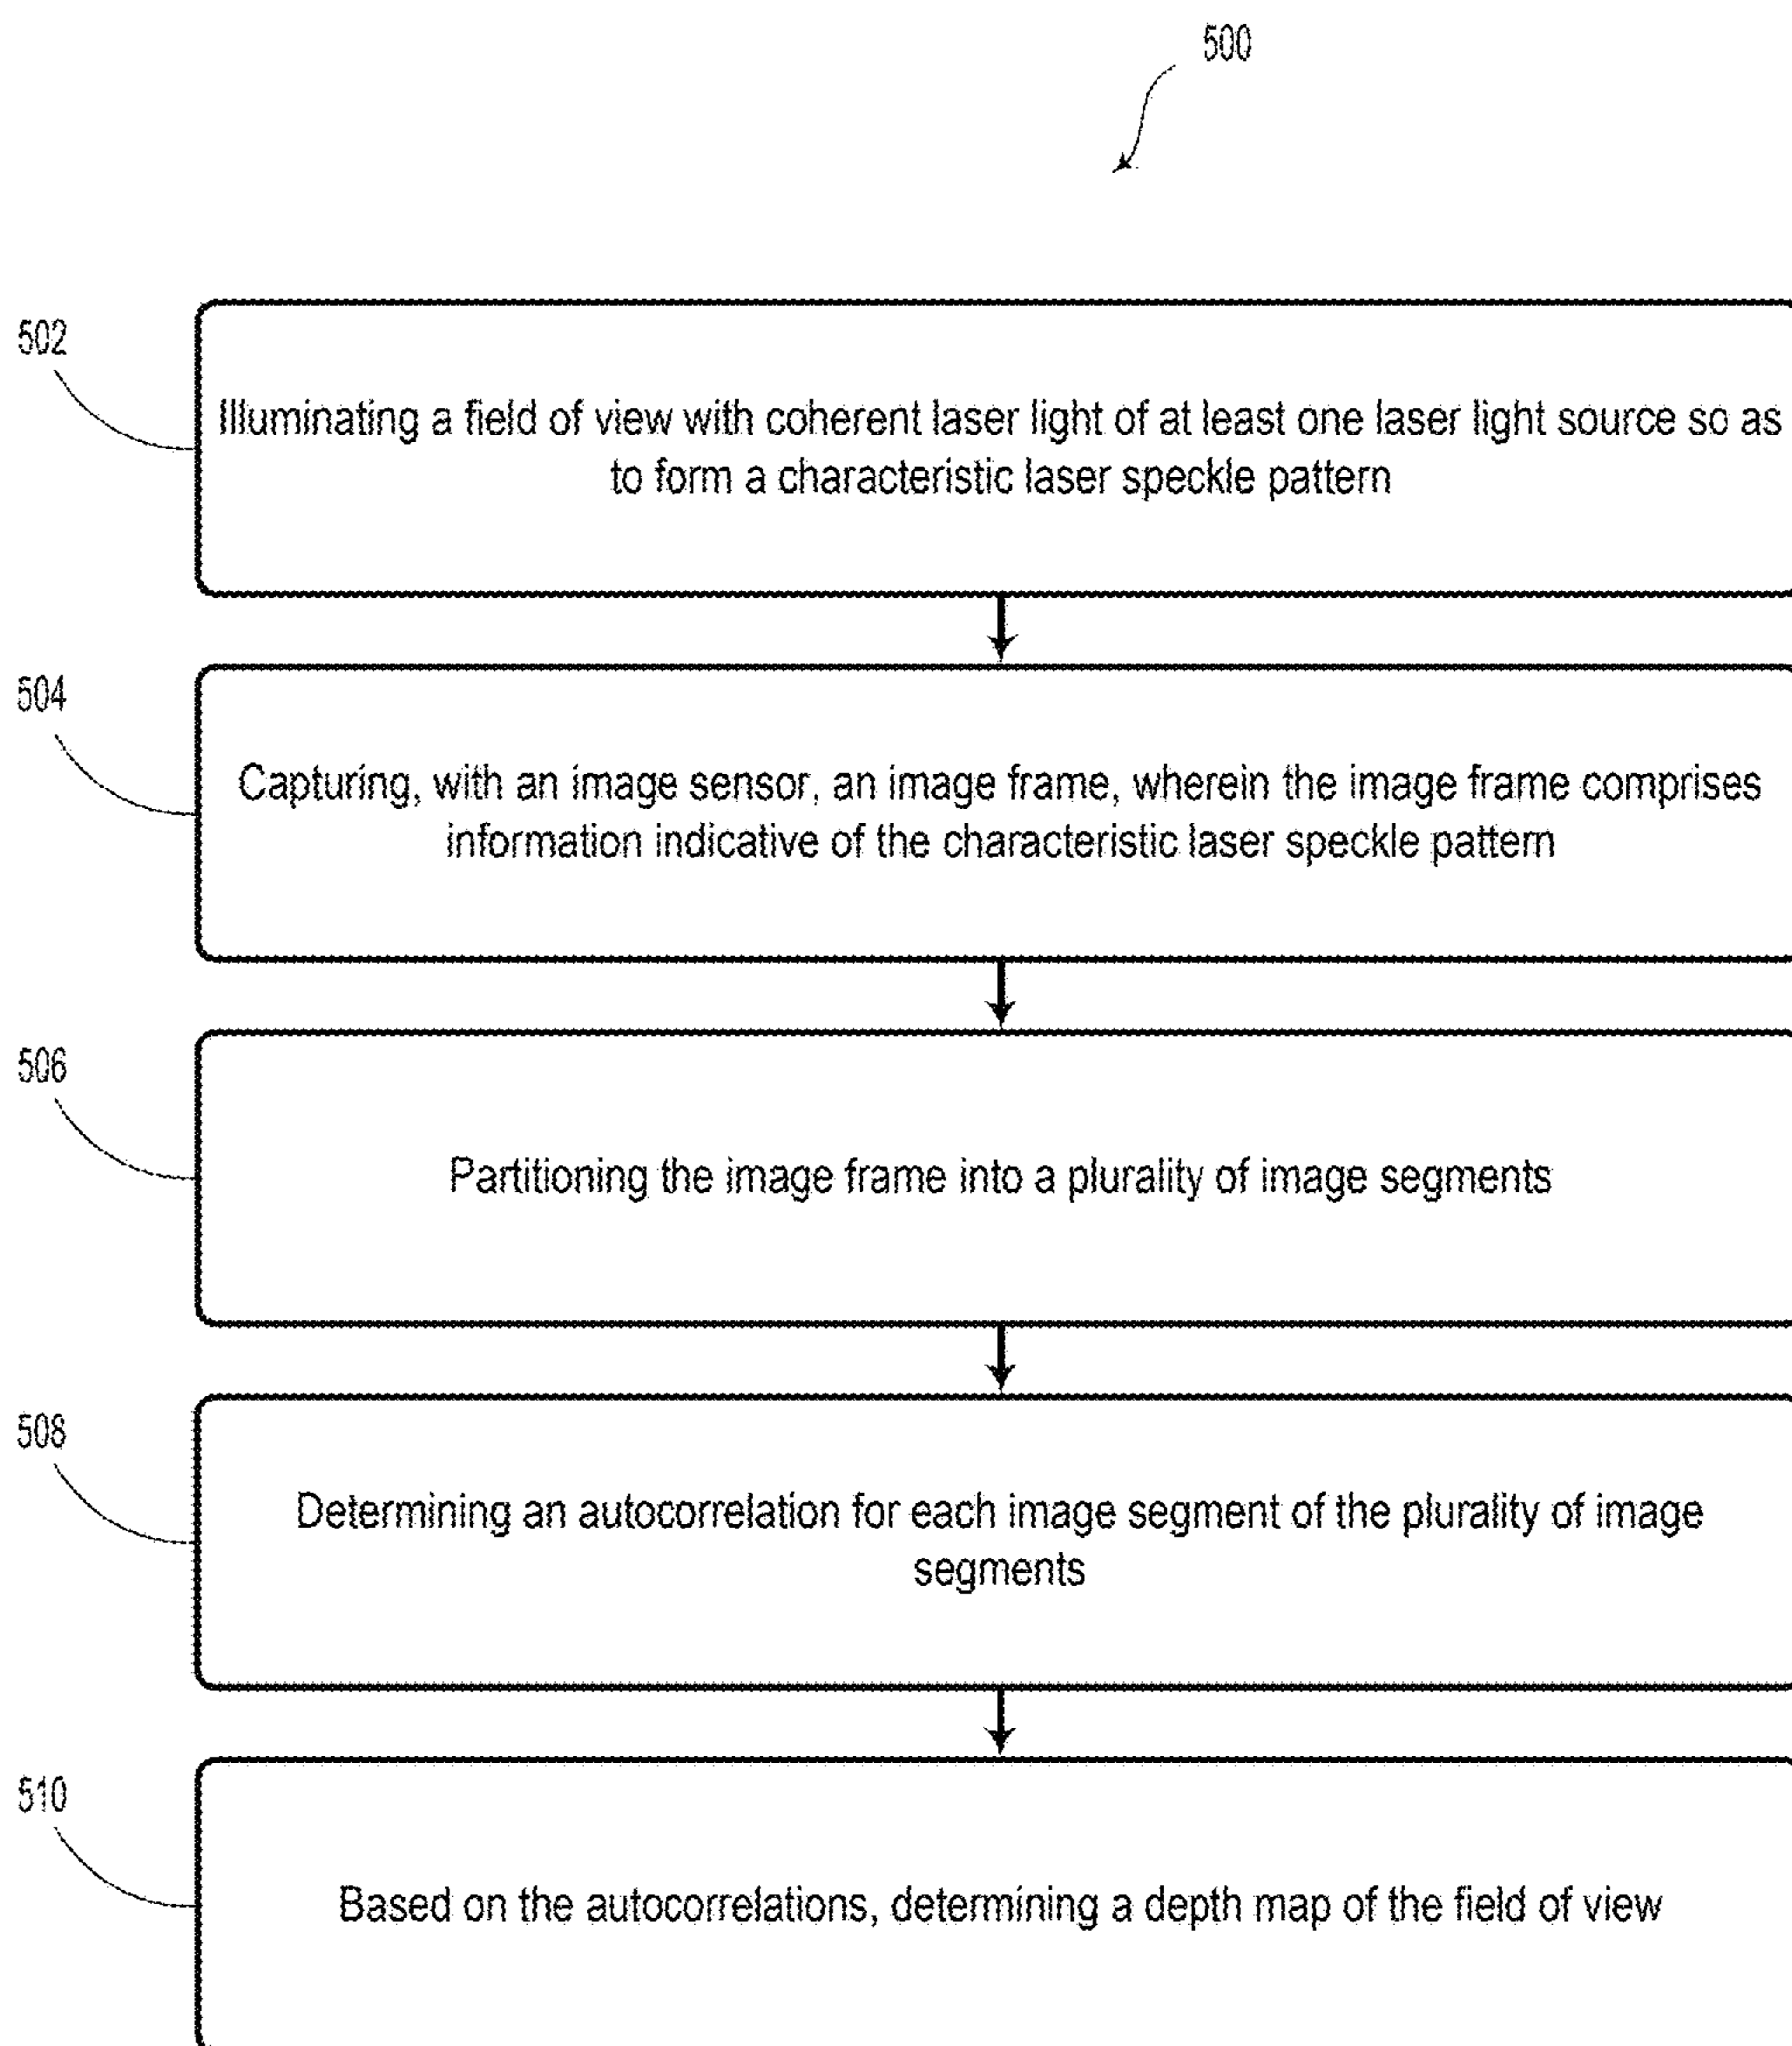 500
502
Illuminating a field of view with coherent laser light of at least one laser light source so as
to form a characteristic laser speckle pattern
504
Capturing, with an image sensor, an image frame, wherein the image frame comprises
information indicative of the characteristic laser speckle pattern
506
Partitioning the image frame into a plurality of image segments
508
Determining an autocorrelation for each image segment of the plurality of image
segments
510
Based on the autocorrelations, determining a depth map of the field of view